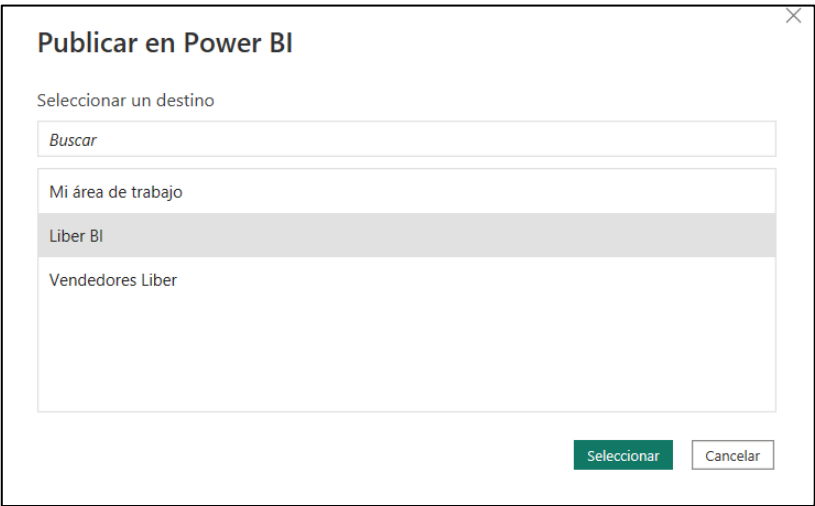 Publicar en Power BI
Seleccionar un destino
Buscar
Mi área de trabajo
Liber BI
Vendedores Liber
Seleccionar
Cancelar